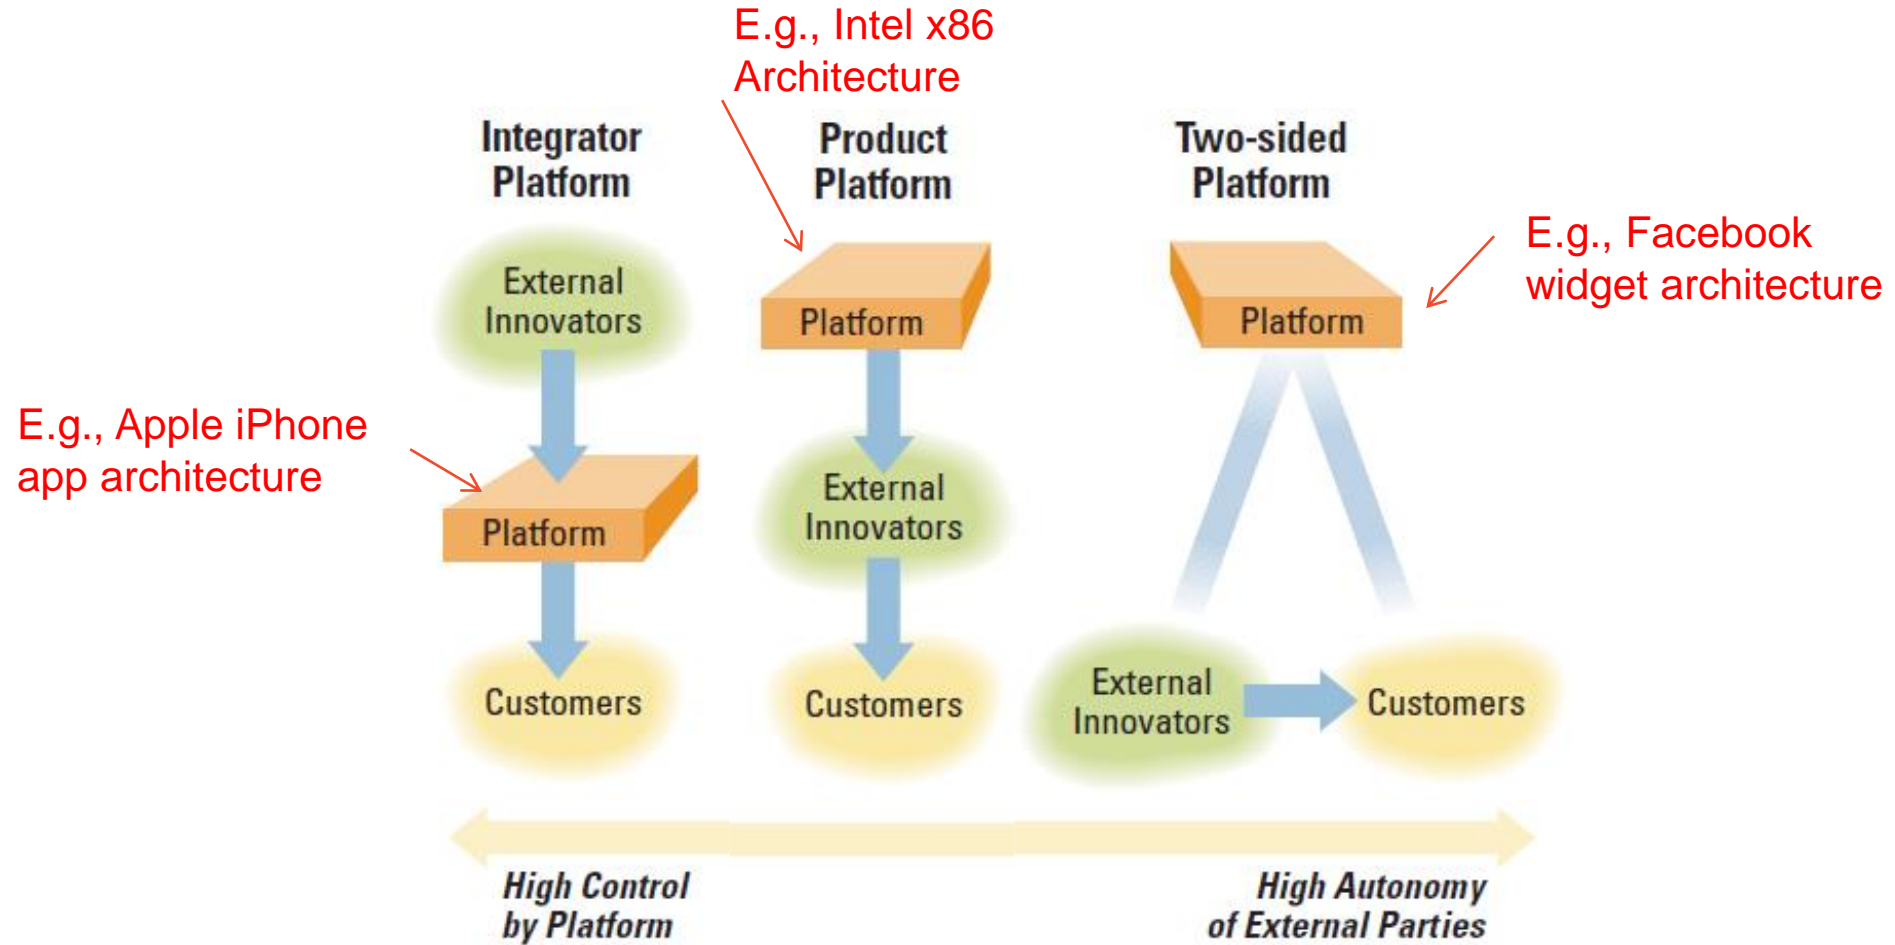 E.g., Intel x86
Architecture
Integrator
Platform
Product
Platform
Two-sided
Platform
External
Innovators
Platform
Platform
E.g., Facebook
widget architecture
E.g., Apple iPhone
app architecture
Platform
External
Innovators
Customers
Customers
External
Innovators
Customers
High Control
by Platform
High Autonomy
of External Parties